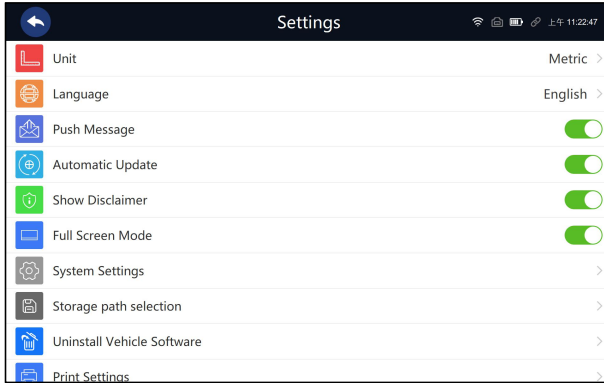 Settings
上午 11:22:47
Unit
Metric
Language
English
Push Message
Automatic Update
Show Disclaimer
Full Screen Mode
System Settings
Storage path selection
Uninstall Vehicle Software
Print Settings